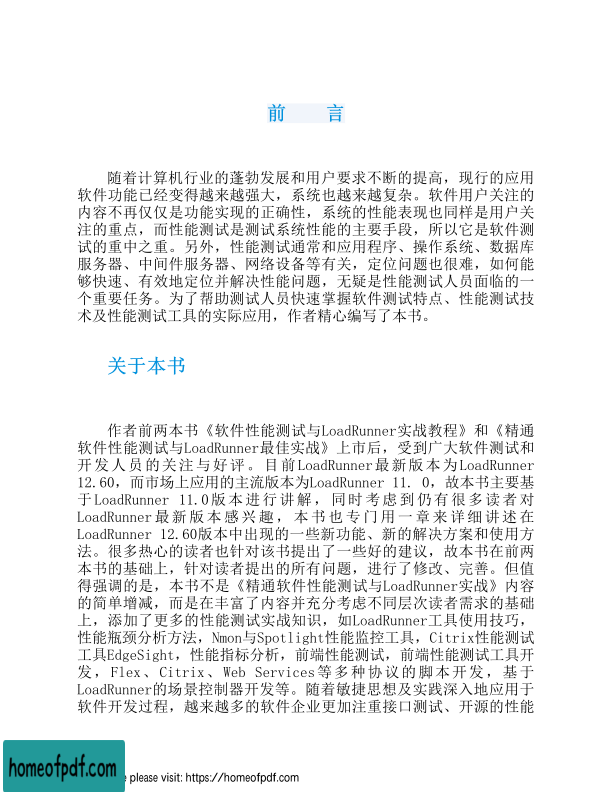 前 言
随着计算机行业的蓬勃发展和用户要求不断的提高，现行的应用
软件功能已经变得越来越强大，系统也越来越复杂。软件用户关注的
内容不再仅仅是功能实现的正确性，系统的性能表现也同样是用户关
注的重点，而性能测试是测试系统性能的主要手段，所以它是软件测
试的重中之重。另外，性能测试通常和应用程序、操作系统、数据库
服务器、中间件服务器、网络设备等有关，定位问题也很难，如何能
够快速、有效地定位并解决性能问题，无疑是性能测试人员面临的一
个重要任务。为了帮助测试人员快速掌握软件测试特点、性能测试技
术及性能测试工具的实际应用，作者精心编写了本书。
关于本书
作者前两本书《软件性能测试与LoadRunner实战教程》和《精通
软件性能测试与LoadRunner最佳实战》上市后，受到广大软件测试和
开发人员的关注与好评。目前LoadRunner最新版本为LoadRunner
12.60，而市场上应用的主流版本为LoadRunner 11. 0，故本书主要基
于LoadRunner 11.0版本进行讲解，同时考虑到仍有很多读者对
LoadRunner最新版本感兴趣，本书也专门用一章来详细讲述在
LoadRunner 12.60版本中出现的一些新功能、新的解决方案和使用方
法。很多热心的读者也针对该书提出了一些好的建议，故本书在前两
本书的基础上，针对读者提出的所有问题，进行了修改、完善。但值
得强调的是，本书不是《精通软件性能测试与LoadRunner实战》内容
的简单增减，而是在丰富了内容并充分考虑不同层次读者需求的基础
上，添加了更多的性能测试实战知识，如LoadRunner工具使用技巧，
性能瓶颈分析方法，Nmon与Spotlight性能监控工具，Citrix性能测试
工具EdgeSight，性能指标分析，前端性能测试，前端性能测试工具开
发，Flex、Citrix、Web Services等多种协议的脚本开发，基于
LoadRunner的场景控制器开发等。随着敏捷思想及实践深入地应用于
软件开发过程，越来越多的软件企业更加注重接口测试、开源的性能
homeofpdf.com
e please visit: https://homeofpdf.com